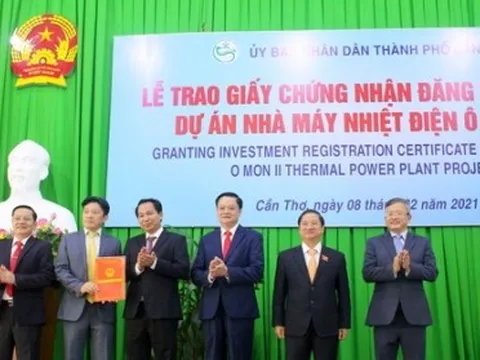 ỦY BAN NHÂN DÂN THÀNH PHỐ
LỄ TRAO GIẤY CHỨNG NHẬN ĐĂNG
DỰ ÁN NHÀ MÁY NHIỆT ĐIỆN Ô
GRANTING INVESTMENT REGISTRATION CERTIFICATE
O MON II THERMAL POWER PLANT PROJE
Cần Thơ, ngày 08 tháng 02 năm 2021